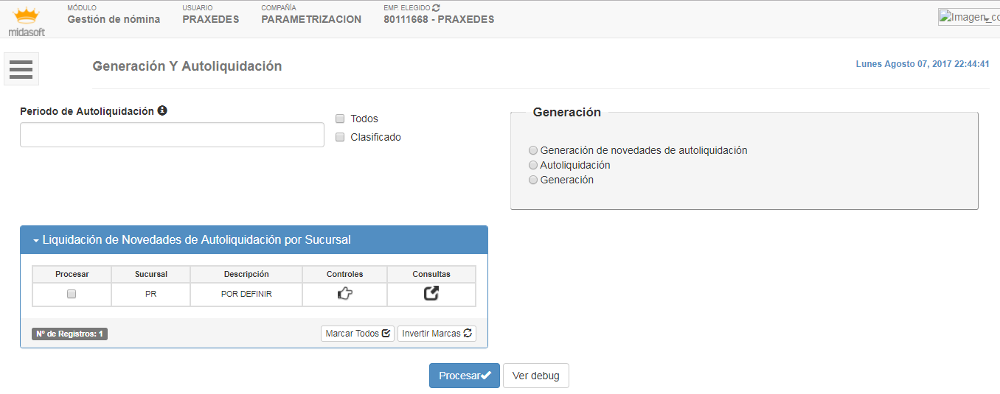 midasoft
MÓDULO
Gestión de nómina
USUARIO
PRAXEDES
COMPAÑÍA
PARAMETRIZACION
EMP. ELEGIDO
80111668 - PRAXEDES
Imagen_co
Generación Y Autoliquidación
Lunes Agosto 07, 2017 22:44:41
Periodo de Autoliquidación
Todos
Clasificado
Generación
Generación de novedades de autoliquidación
Autoliquidación
Generación
Liquidación de Novedades de Autoliquidación por Sucursal
Procesar Sucursal Descripción Controles Consultas
PR POR DEFINIR
Nº de Registros: 1
Marcar Todos
Invertir Marcas
Procesar
Ver debug